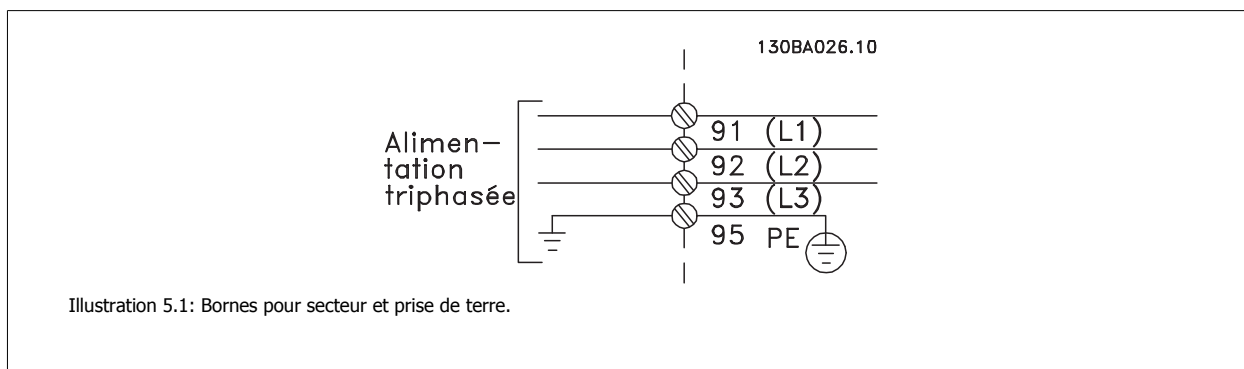 130BA026.10
Alimen-
tation
triphasée
91 (L1)
92 (L2)
93 (L3)
95 PE
Illustration 5.1: Bornes pour secteur et prise de terre.